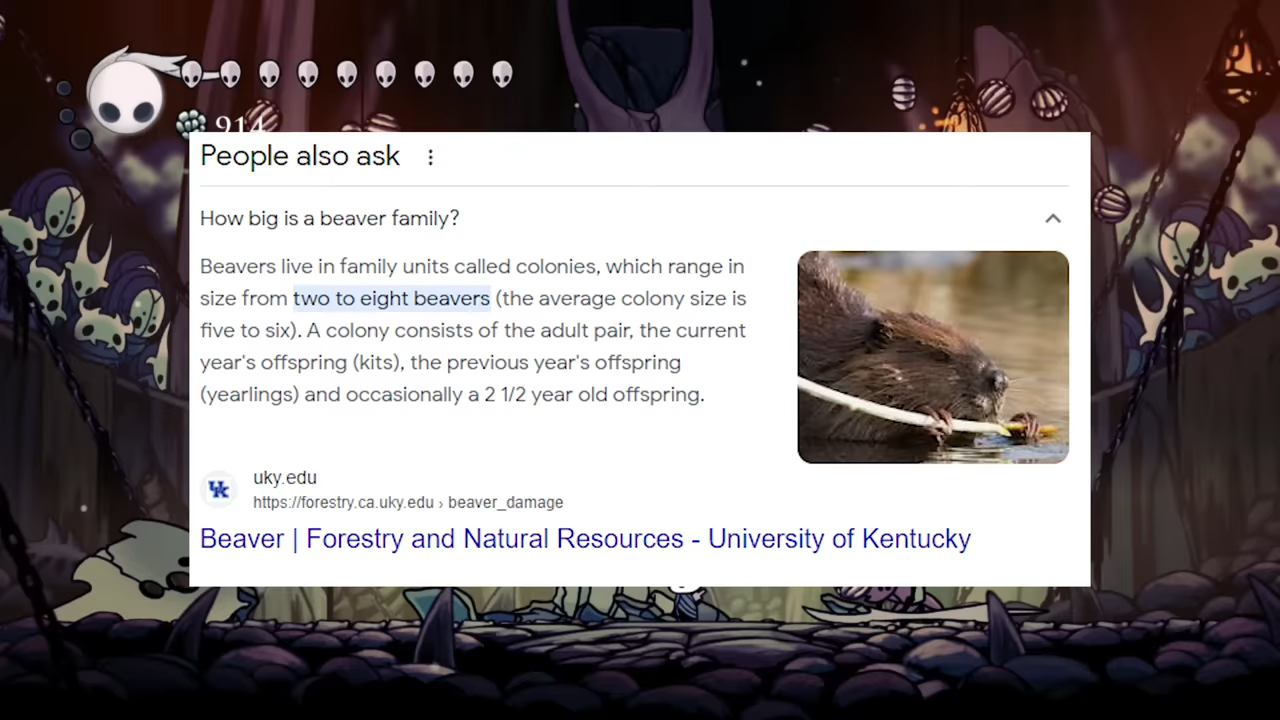 914
People also ask
How big is a beaver family?
Beavers live in family units called colonies, which range in
size from two to eight beavers (the average colony size is
five to six). A colony consists of the adult pair, the current
year's offspring (kits), the previous year's offspring
(yearlings) and occasionally a 2 1/2 year old offspring.
UK
uky.edu
https://forestry.ca.uky.edu › beaver_damage
Beaver | Forestry and Natural Resources - University of Kentucky